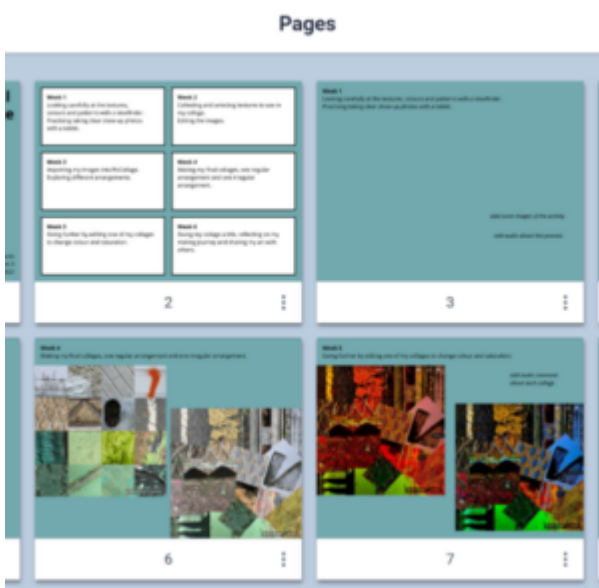 Pages
Week 1
Looking carefully at the textures,
colours and patterns with a viewfinder.
Practising taking clear close-up photos
with a tablet.
Week 2
Collecting and selecting textures to use in
my collage.
Editing the images.
Week 3
Importing my images into PicCollage.
Exploring different arrangements.
Week 4
Making my final collages, one regular
arrangement and one irregular
arrangement.
Week 5
Going further by editing one of my collages
to change colour and saturation.
Week 6
Giving my collage a title, reflecting on my
making journey and sharing my art with
others.
2
Week 1
Looking carefully at the textures, colours and patterns with a viewfinder.
Practising taking clear close-up photos with a tablet.
add some images of the activity
add audio about the process
3
Week 4
Making my final collages, one regular arrangement and one irregular arrangement.
6
Week 5
Going further by editing one of my collages to change colour and saturation.
add audio comment
about each collage
7